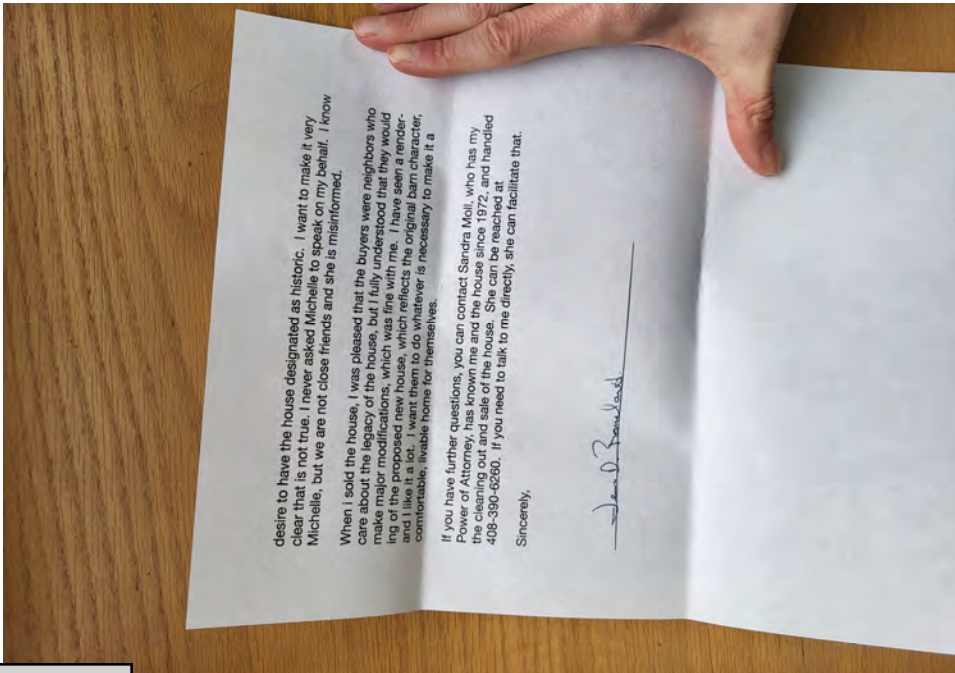 desire to have the house designated as historic. I want to make it very
clear that is not true. I never asked Michelle to speak on my behalf. I know
Michelle, but we are not close friends and she is misinformed.
When i sold the house, I was pleased that the buyers were neighbors who
care about the legacy of the house, but I fully understood that they would
make major modifications, which was fine with me. I have seen a render-
ing of the proposed new house, which reflects the original barn character,
and I like it a lot. I want them to do whatever is necessary to make it a
comfortable, livable home for themselves.
If you have further questions, you can contact Sandra Moll, who has my
Power of Attorney, has known me and the house since 1972, and handled
the cleaning out and sale of the house. She can be reached at
408-390-6260. If you need to talk to me directly, she can facilitate that.
Sincerely,